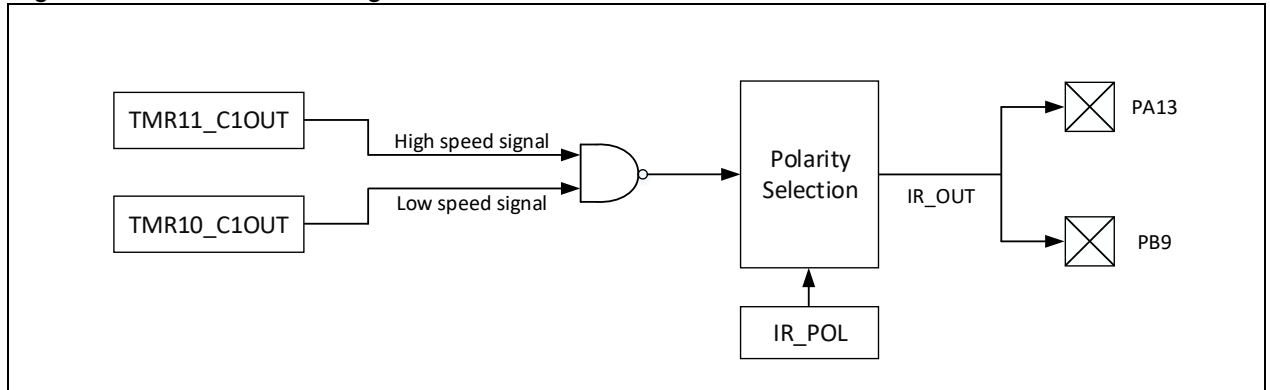 TMR11_C1OUT
High speed signal
Low speed signal
TMR10_C1OUT
Polarity
Selection
IR_OUT
IR_POL
PA13
PB9